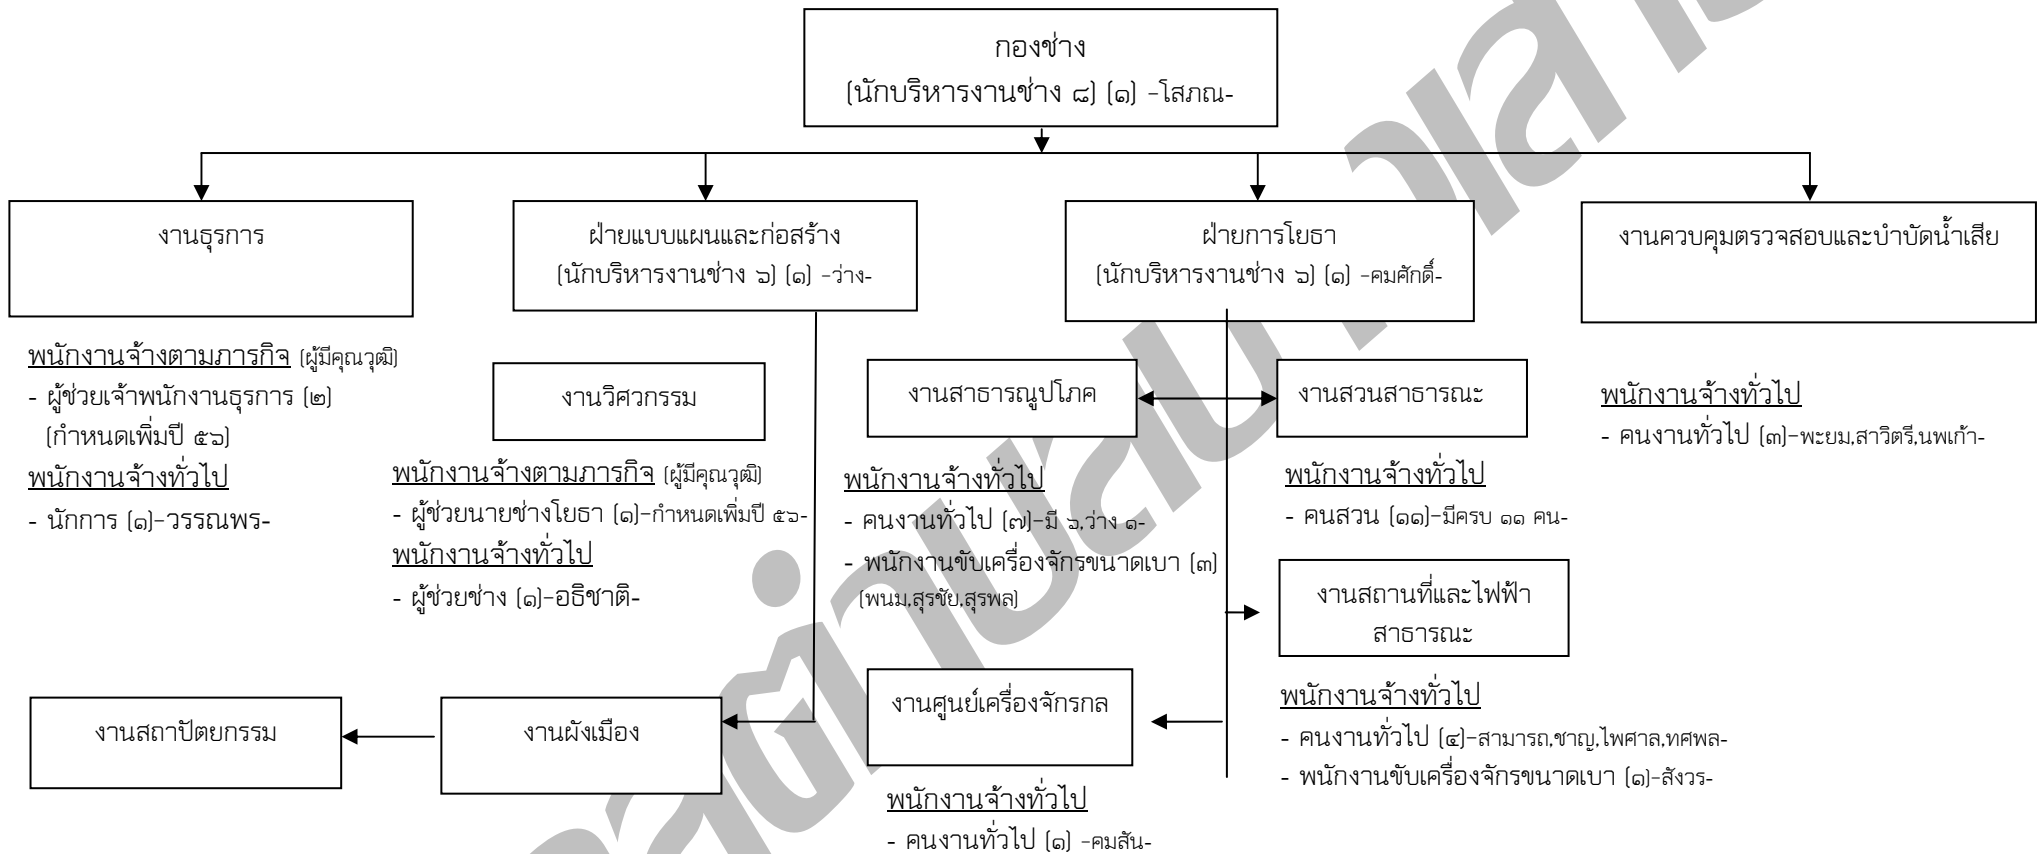 กองช่าง
(นักบริหารงานช่าง ๘) (๑) -โสภณ-
งานธุรการ
ฝ่ายแบบแผนและก่อสร้าง
(นักบริหารงานช่าง ๖) (๑) -ว่าง-
ฝ่ายการโยธา
(นักบริหารงานช่าง ๖) (๑) -คมศักดิ์-
งานควบคุมตรวจสอบและบำบัดน้ำเสีย
พนักงานจ้างตามภารกิจ (ผู้มีคุณวุฒิ)
- ผู้ช่วยเจ้าพนักงานธุรการ (๒)
(กำหนดเพิ่มปี ๕๖)
พนักงานจ้างทั่วไป
- นักการ (๑)-วรรณพร-
งานวิศวกรรม
พนักงานจ้างตามภารกิจ (ผู้มีคุณวุฒิ)
- ผู้ช่วยนายช่างโยธา (๑)-กำหนดเพิ่มปี ๕๖-
พนักงานจ้างทั่วไป
- ผู้ช่วยช่าง (๑)-อธิชาติ-
งานสถาปัตยกรรม
งานผังเมือง
งานสาธารณูปโภค
พนักงานจ้างทั่วไป
- คนงานทั่วไป (๗)-มี ๖,ว่าง ๑-
- พนักงานขับเครื่องจักรขนาดเบา (๓)
(พนม,สุรชัย,สุรพล)
งานสวนสาธารณะ
พนักงานจ้างทั่วไป
- คนสวน (๑๑)-มีครบ ๑๑ คน-
งานสถานที่และไฟฟ้า
สาธารณะ
พนักงานจ้างทั่วไป
- คนงานทั่วไป (๔)-สามารถ,ชาญ,ไพศาล,ทศพล-
- พนักงานขับเครื่องจักรขนาดเบา (๑)-สังวร-
งานศูนย์เครื่องจักรกล
พนักงานจ้างทั่วไป
- คนงานทั่วไป (๑) -คมสัน-
พนักงานจ้างทั่วไป
- คนงานทั่วไป (๓)-พะยม,สาวิตรี,นพเก้า-